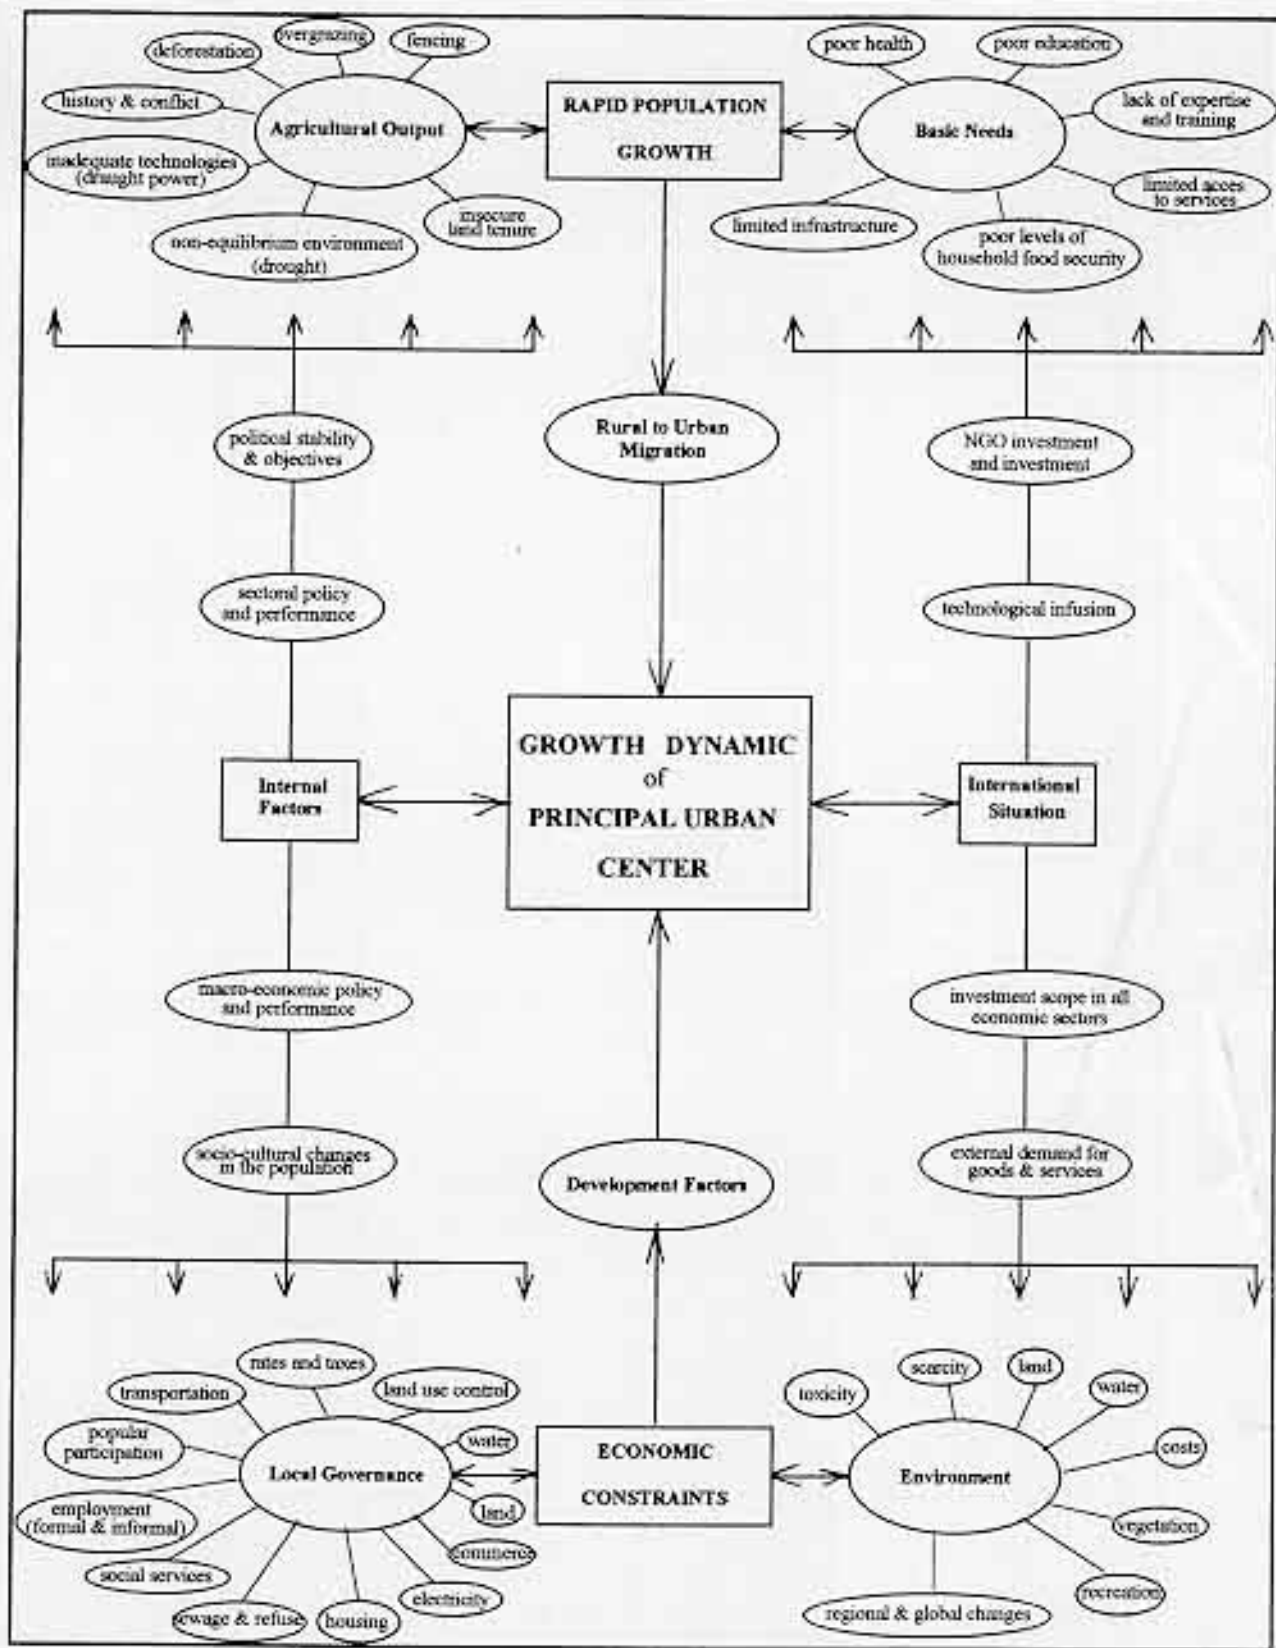 overgrazing
fencing
deforestation
history & conflict
Agricultural Output
inadequate technologies
(draught power)
non-equilibrium environment
(drought)
insecure
land tenure
RAPID POPULATION
GROWTH
poor health
poor education
lack of expertise
and training
Basic Needs
limited acces
to services
limited infrastructure
poor levels of
household food security
political stability
& objectives
Rural to Urban
Migration
NGO investment
and investment
sectoral policy
and performance
technological infusion
Internal
Factors
GROWTH DYNAMIC
of
PRINCIPAL URBAN
CENTER
International
Situation
macro-economic policy
and performance
investment scope in all
economic sectors
socio-cultural changes
in the population
Development Factors
external demand for
goods & services
rates and taxes
transportation
land use control
popular
participation
water
Local Governance
employment
(formal & informal)
land
commerce
social services
electricity
sewage & refuse
housing
ECONOMIC
CONSTRAINTS
scarcity
land
toxicity
water
costs
Environment
vegetation
recreation
regional & global changes